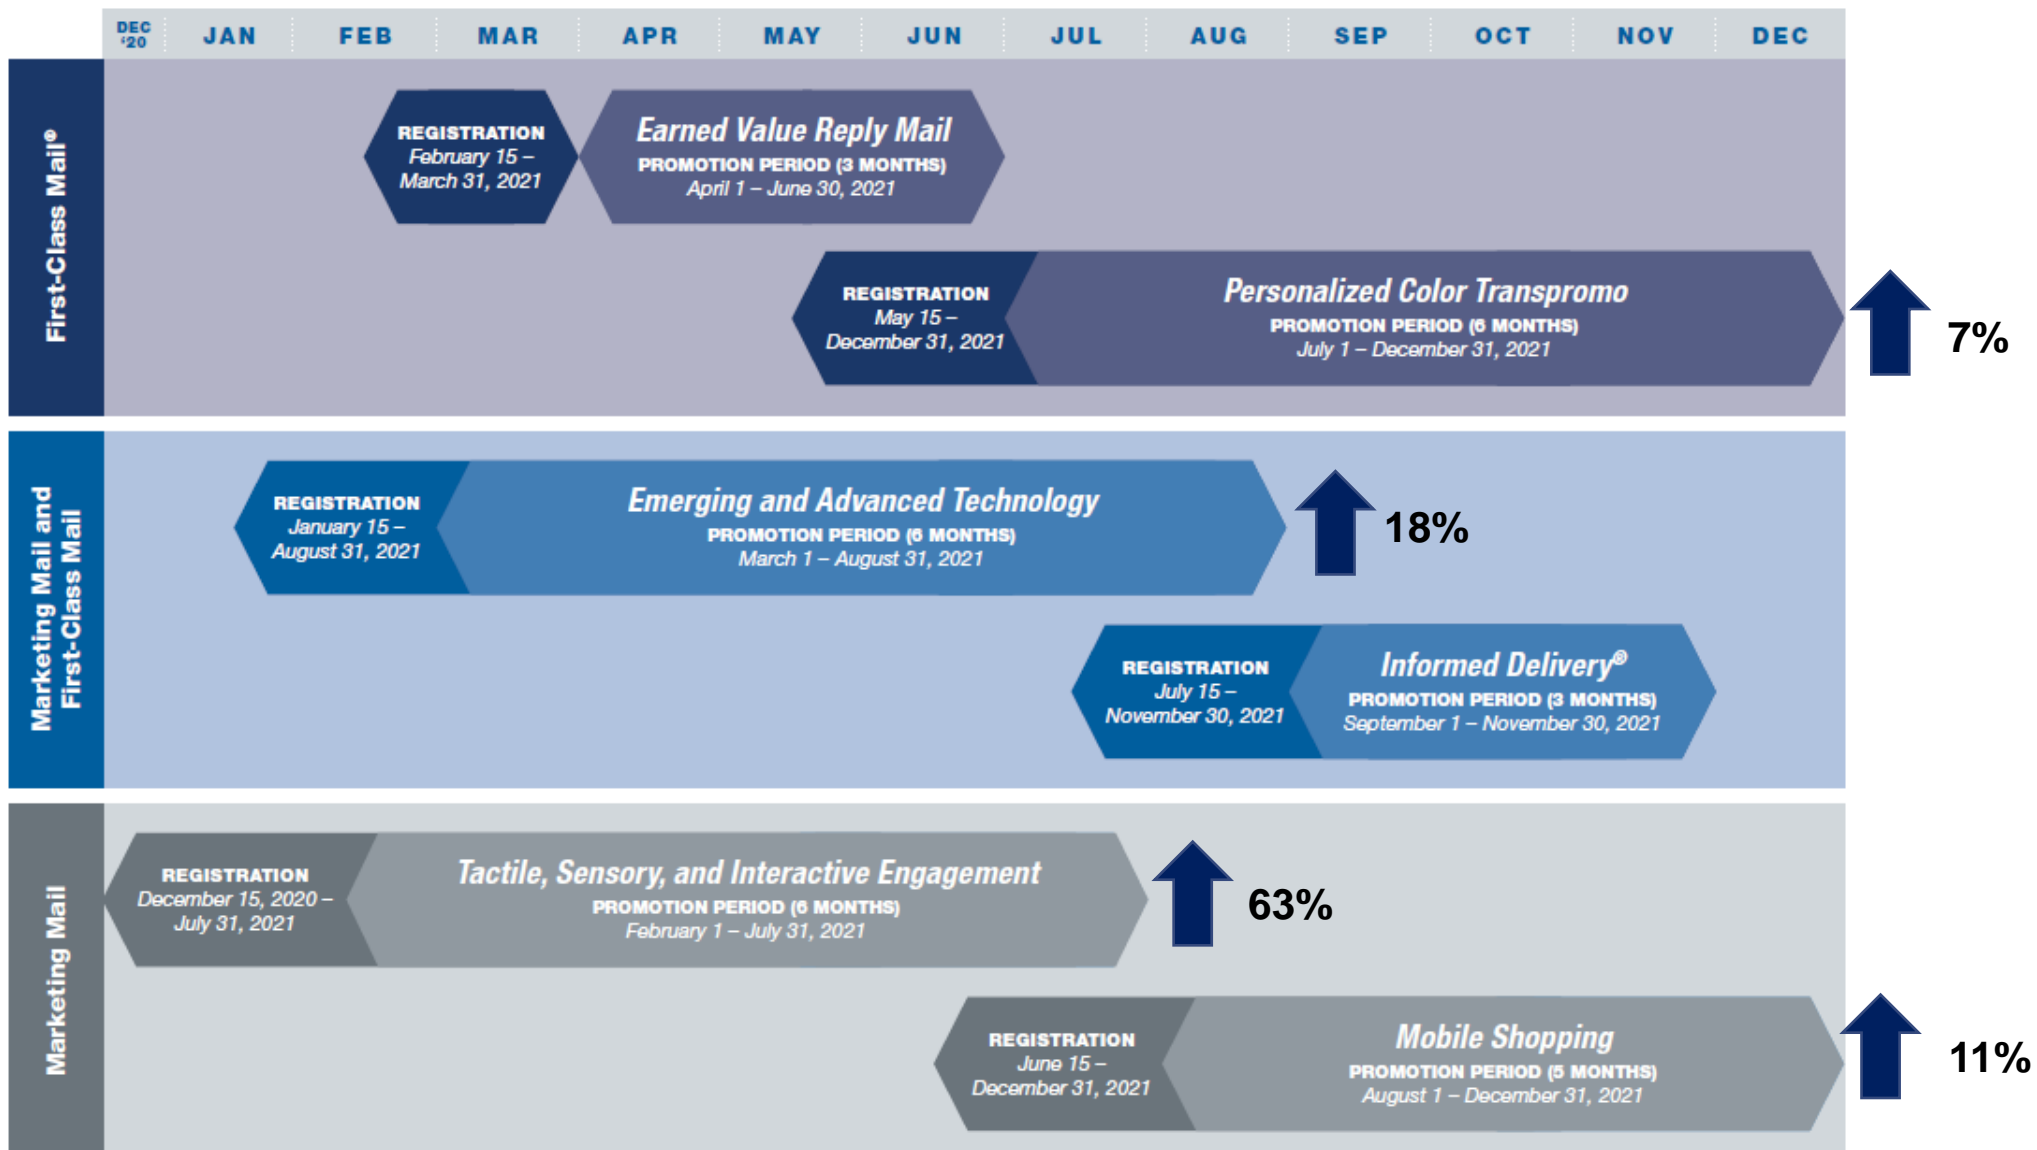 DEC '20 JAN FEB MAR APR MAY JUN JUL AUG SEP OCT NOV DEC
First-Class Mail®
REGISTRATION
February 15 –
March 31, 2021
Earned Value Reply Mail
PROMOTION PERIOD (3 MONTHS)
April 1 – June 30, 2021
REGISTRATION
May 15 –
December 31, 2021
Personalized Color Transpromo
PROMOTION PERIOD (6 MONTHS)
July 1 – December 31, 2021
7%
Marketing Mail and
First-Class Mail
REGISTRATION
January 15 –
August 31, 2021
Emerging and Advanced Technology
PROMOTION PERIOD (6 MONTHS)
March 1 – August 31, 2021
18%
REGISTRATION
July 15 –
November 30, 2021
Informed Delivery®
PROMOTION PERIOD (3 MONTHS)
September 1 – November 30, 2021
Marketing Mail
REGISTRATION
December 15, 2020 –
July 31, 2021
Tactile, Sensory, and Interactive Engagement
PROMOTION PERIOD (6 MONTHS)
February 1 – July 31, 2021
63%
REGISTRATION
June 15 –
December 31, 2021
Mobile Shopping
PROMOTION PERIOD (5 MONTHS)
August 1 – December 31, 2021
11%